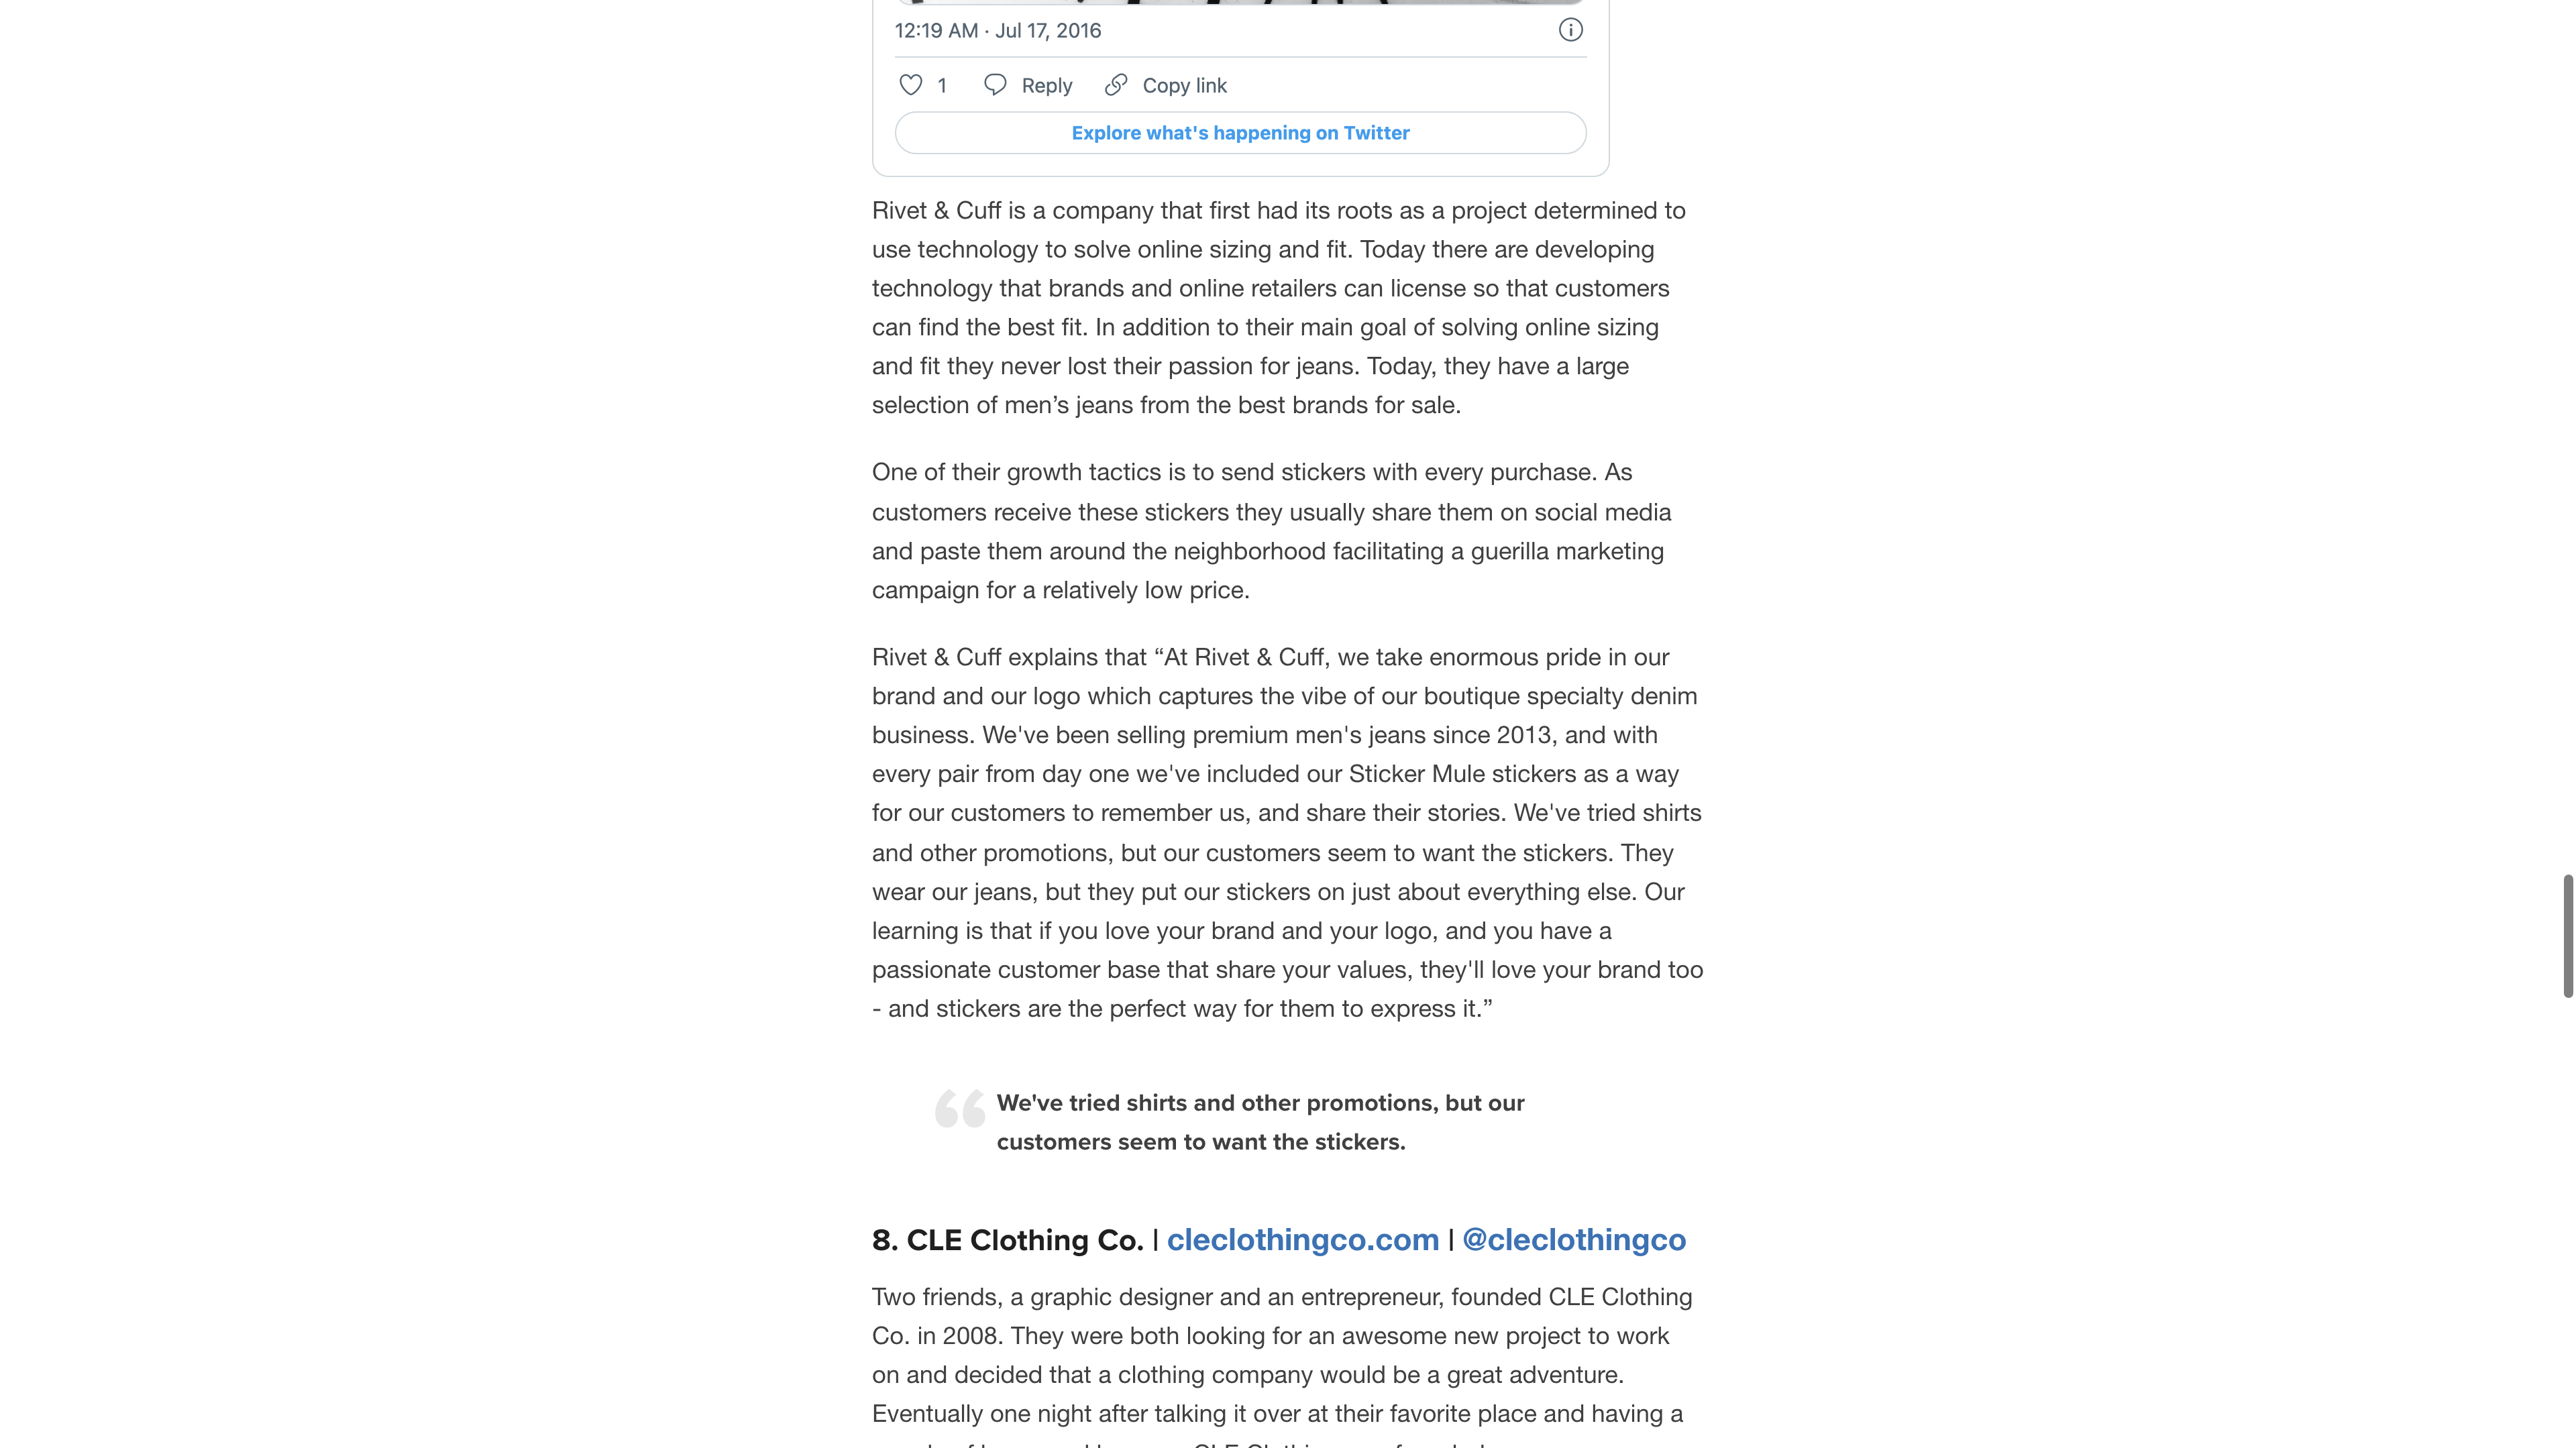 12:19 AM · Jul 17, 2016
1 Reply Copy link
Explore what's happening on Twitter
Rivet & Cuff is a company that first had its roots as a project determined to
use technology to solve online sizing and fit. Today there are developing
technology that brands and online retailers can license so that customers
can find the best fit. In addition to their main goal of solving online sizing
and fit they never lost their passion for jeans. Today, they have a large
selection of men’s jeans from the best brands for sale.
One of their growth tactics is to send stickers with every purchase. As
customers receive these stickers they usually share them on social media
and paste them around the neighborhood facilitating a guerilla marketing
campaign for a relatively low price.
Rivet & Cuff explains that “At Rivet & Cuff, we take enormous pride in our
brand and our logo which captures the vibe of our boutique specialty denim
business. We've been selling premium men's jeans since 2013, and with
every pair from day one we've included our Sticker Mule stickers as a way
for our customers to remember us, and share their stories. We've tried shirts
and other promotions, but our customers seem to want the stickers. They
wear our jeans, but they put our stickers on just about everything else. Our
learning is that if you love your brand and your logo, and you have a
passionate customer base that share your values, they'll love your brand too
- and stickers are the perfect way for them to express it.”
“ We've tried shirts and other promotions, but our
customers seem to want the stickers.
8. CLE Clothing Co. | cleclothingco.com | @cleclothingco
Two friends, a graphic designer and an entrepreneur, founded CLE Clothing
Co. in 2008. They were both looking for an awesome new project to work
on and decided that a clothing company would be a great adventure.
Eventually one night after talking it over at their favorite place and having a